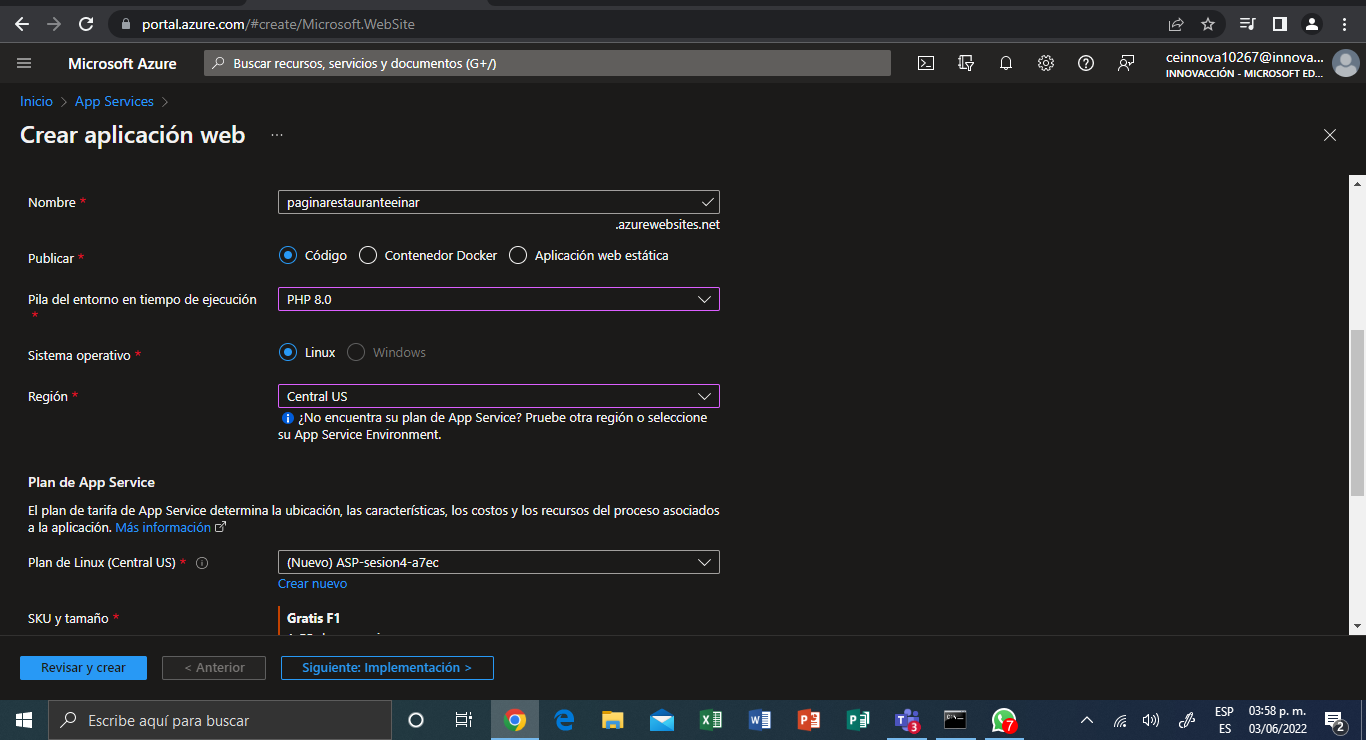 portal.azure.com/#create/Microsoft.WebSite
Microsoft Azure
Buscar recursos, servicios y documentos (G+/)
ceinnova10267@innova...
INNOVACCIÓN - MICROSOFT ED...
Inicio > App Services >
Crear aplicación web ...
Nombre *
paginarestauranteeinar
.azurewebsites.net
Publicar *
Código Contenedor Docker Aplicación web estática
Pila del entorno en tiempo de ejecución
*
PHP 8.0
Sistema operativo *
Linux Windows
Región *
Central US
¿No encuentra su plan de App Service? Pruebe otra región o seleccione
su App Service Environment.
Plan de App Service
El plan de tarifa de App Service determina la ubicación, las características, los costos y los recursos del proceso asociados
a la aplicación. Más información
Plan de Linux (Central US) *
(Nuevo) ASP-sesion4-a7ec
Crear nuevo
SKU y tamaño *
Gratis F1
Revisar y crear
< Anterior
Siguiente: Implementación >
Escribe aquí para buscar
3
7
ESP
ES
03:58 p. m.
03/06/2022
2